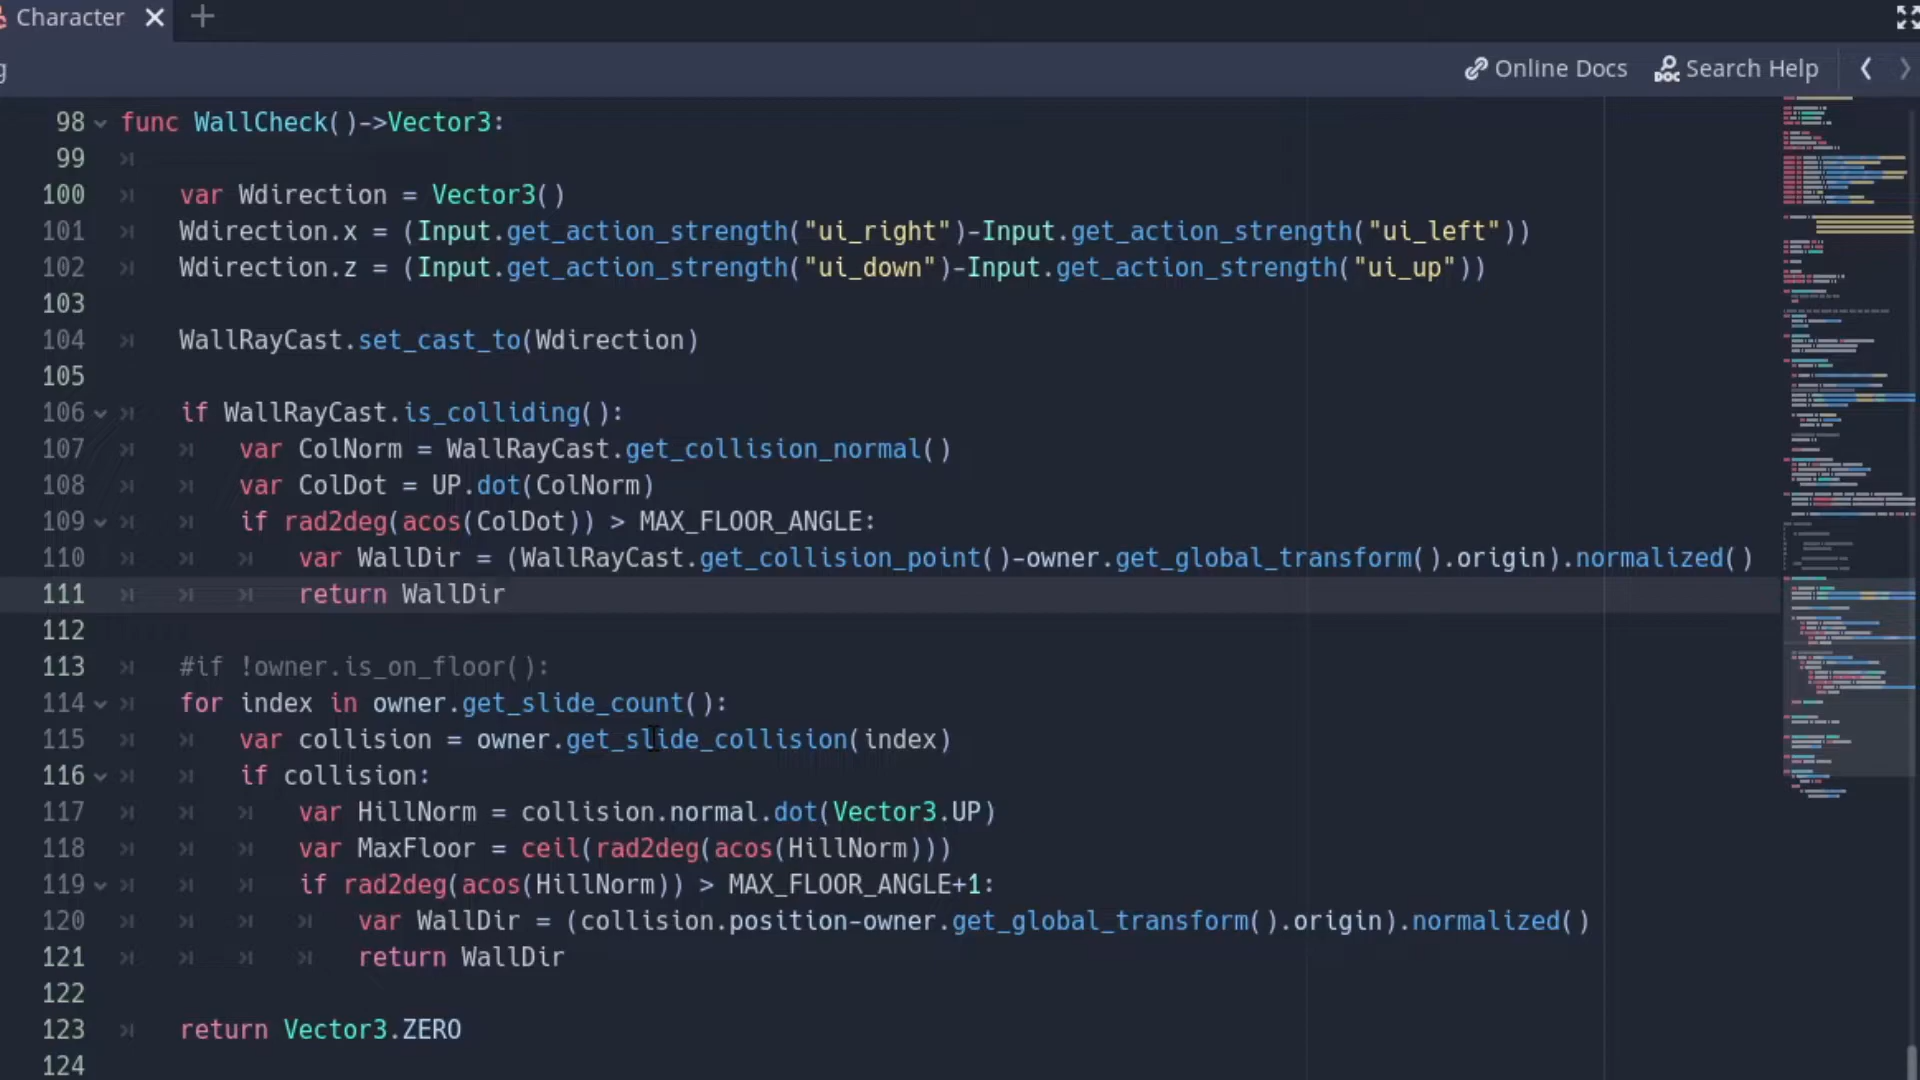 Character
Online Docs Search Help
98 func WallCheck()->Vector3:
99
100 var Wdirection = Vector3()
101 Wdirection.x = (Input.get_action_strength("ui_right")-Input.get_action_strength("ui_left"))
102 Wdirection.z = (Input.get_action_strength("ui_down")-Input.get_action_strength("ui_up"))
103
104 WallRayCast.set_cast_to(Wdirection)
105
106 if WallRayCast.is_colliding():
107 var ColNorm = WallRayCast.get_collision_normal()
108 var ColDot = UP.dot(ColNorm)
109 if rad2deg(acos(ColDot)) > MAX_FLOOR_ANGLE:
110 var WallDir = (WallRayCast.get_collision_point()-owner.get_global_transform().origin).normalized()
111 return WallDir
112
113 #if !owner.is_on_floor():
114 for index in owner.get_slide_count():
115 var collision = owner.get_slide_collision(index)
116 if collision:
117 var HillNorm = collision.normal.dot(Vector3.UP)
118 var MaxFloor = ceil(rad2deg(acos(HillNorm)))
119 if rad2deg(acos(HillNorm)) > MAX_FLOOR_ANGLE+1:
120 var WallDir = (collision.position-owner.get_global_transform().origin).normalized()
121 return WallDir
122
123 return Vector3.ZERO
124